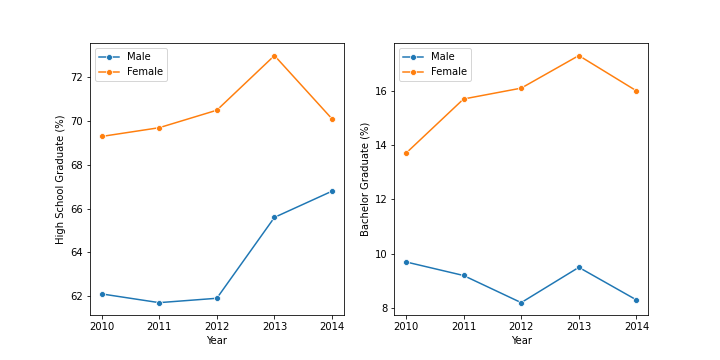 Male
Female
High School Graduate (%)
72
70
68
66
64
62
2010
2011
2012
2013
2014
Year
Male
Female
Bachelor Graduate (%)
16
14
12
10
8
2010
2011
2012
2013
2014
Year